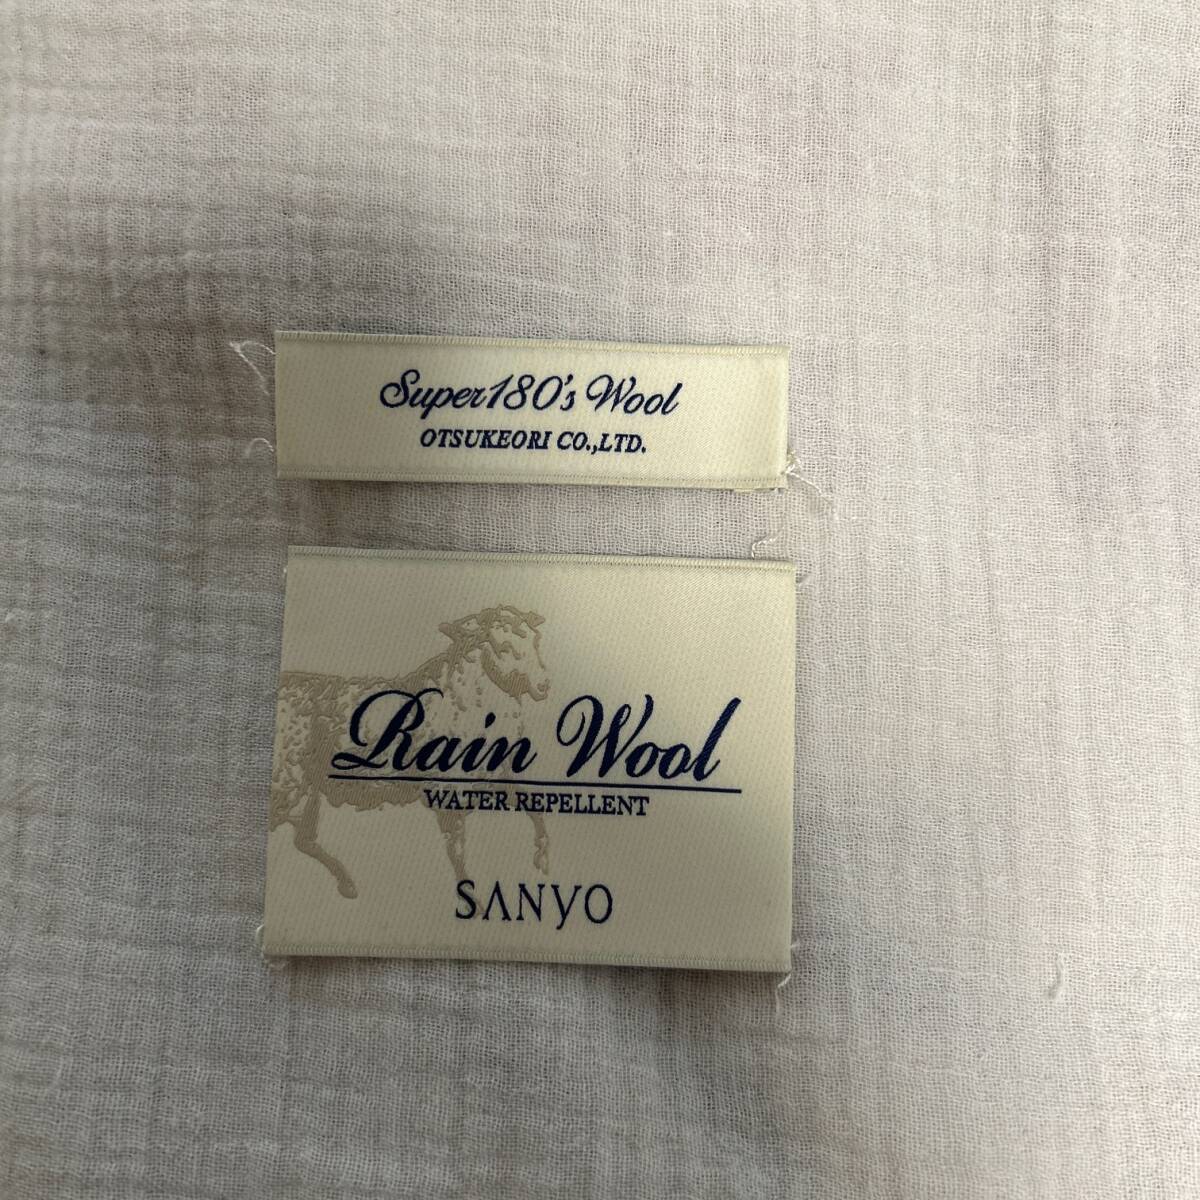 Super180's Wool
OTSUKEORI CO.,LTD.
Rain Wool
WATER REPELLENT
SANYO